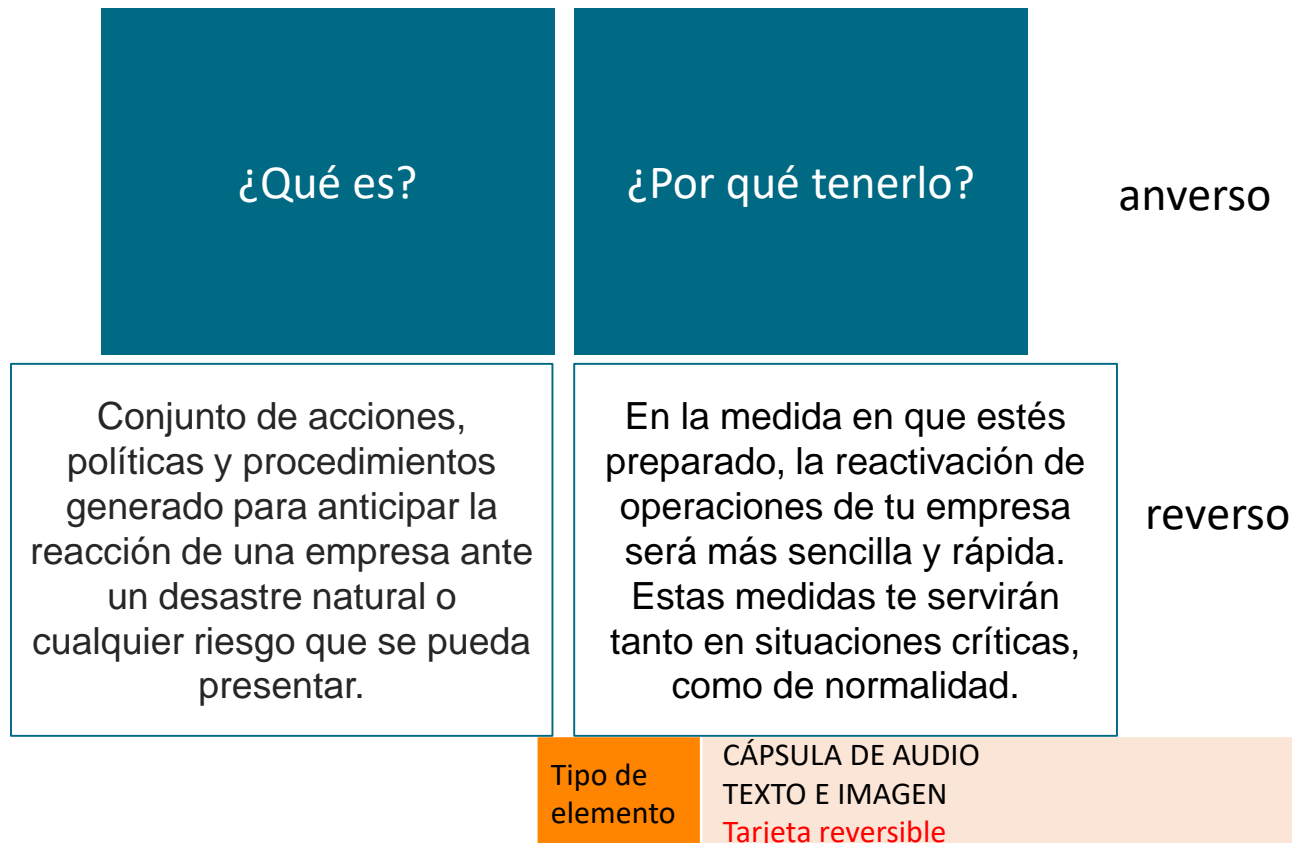 ¿Qué es?
¿Por qué tenerlo?
anverso
Conjunto de acciones,
políticas y procedimientos
generado para anticipar la
reacción de una empresa ante
un desastre natural o
cualquier riesgo que se pueda
presentar.
En la medida en que estés
preparado, la reactivación de
operaciones de tu empresa
será más sencilla y rápida.
Estas medidas te servirán
tanto en situaciones críticas,
como de normalidad.
reverso
Tipo de
elemento
CÁPSULA DE AUDIO
TEXTO E IMAGEN
Tarjeta reversible